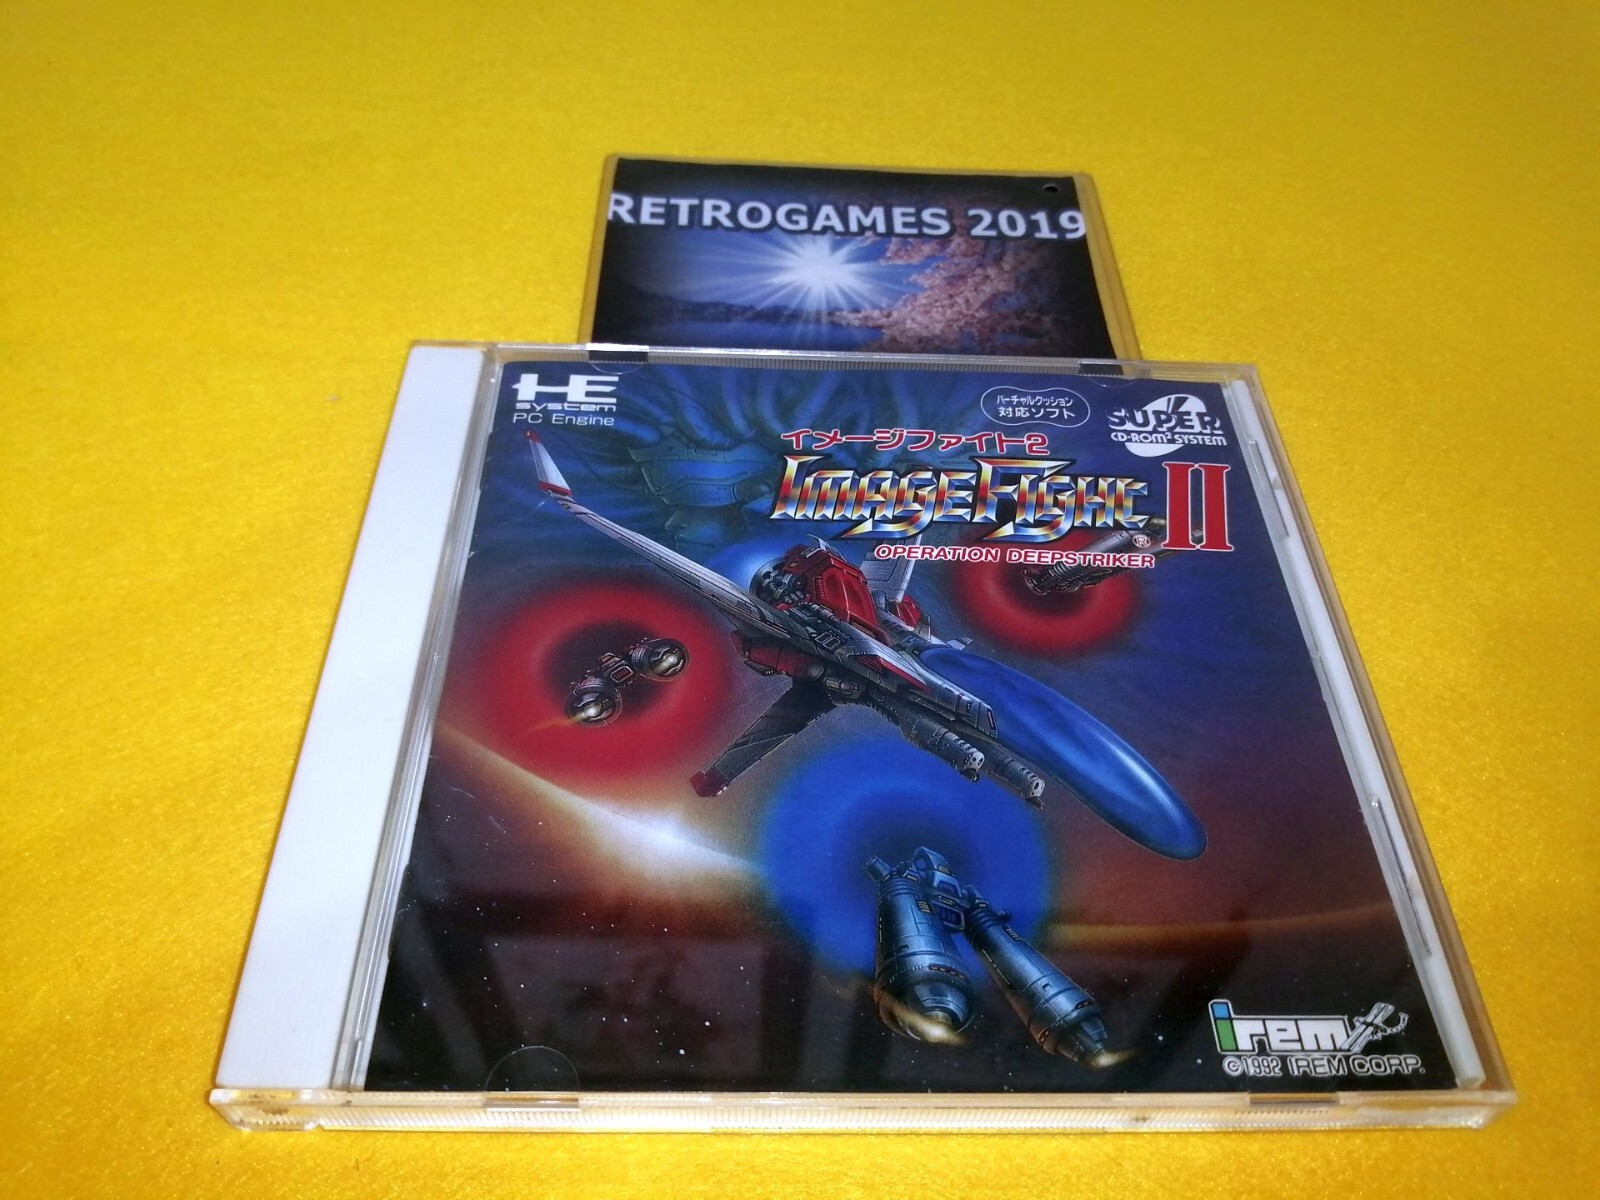 RETROGAMES 2019
HE
system
PC Engine
バーチャルクッション
対応ソフト
SUPER
CD-ROM² SYSTEM
イメージファイト2
IMAGE FIGHT II
®
OPERATION DEEPSTRIKER
irem
©1992 IREM CORP.